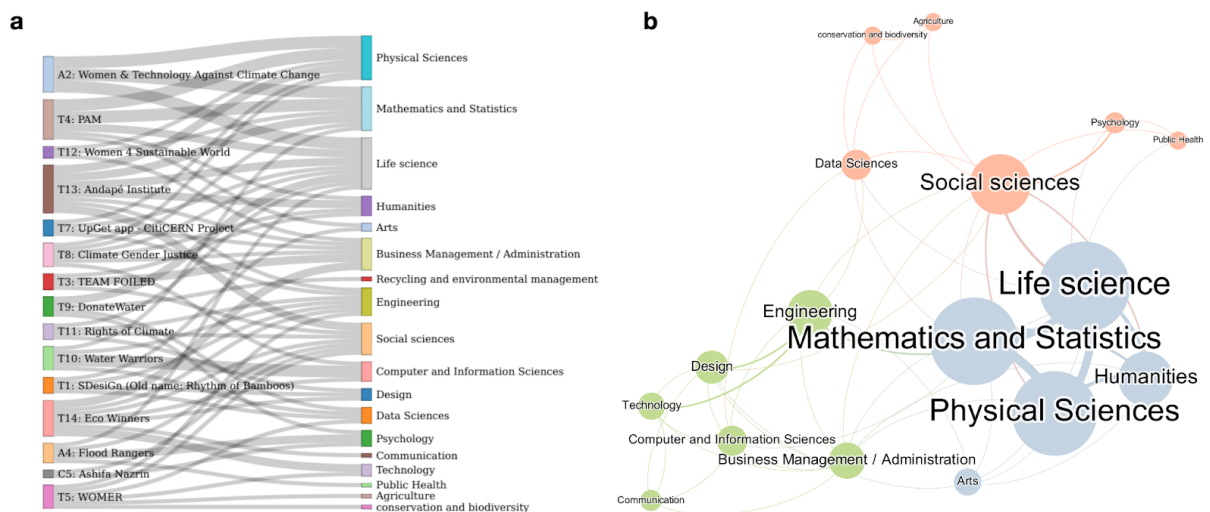 a
A2: Women & Technology Against Climate Change
T4: PAM
T12: Women 4 Sustainable World
T13: Andapé Institute
T7: UpGet app - CitiCERN Project
T8: Climate Gender Justice
T3: TEAM FOILED
T9: DonateWater
T11: Rights of Climate
T10: Water Warriors
T1: SDesiGn (Old name: Rhythm of Bamboos)
T14: Eco Winners
A4: Flood Rangers
C5: Ashifa Nazrin
T5: WOMER
Physical Sciences
Mathematics and Statistics
Life science
Humanities
Arts
Business Management / Administration
Recycling and environmental management
Engineering
Social sciences
Computer and Information Sciences
Design
Data Sciences
Psychology
Communication
Technology
Public Health
Agriculture
conservation and biodiversity
b
Agriculture
conservation and biodiversity
Psychology
Public Health
Data Sciences
Social sciences
Life science
Engineering
Mathematics and Statistics
Design
Humanities
Technology
Physical Sciences
Computer and Information Sciences
Business Management / Administration
Arts
Communication